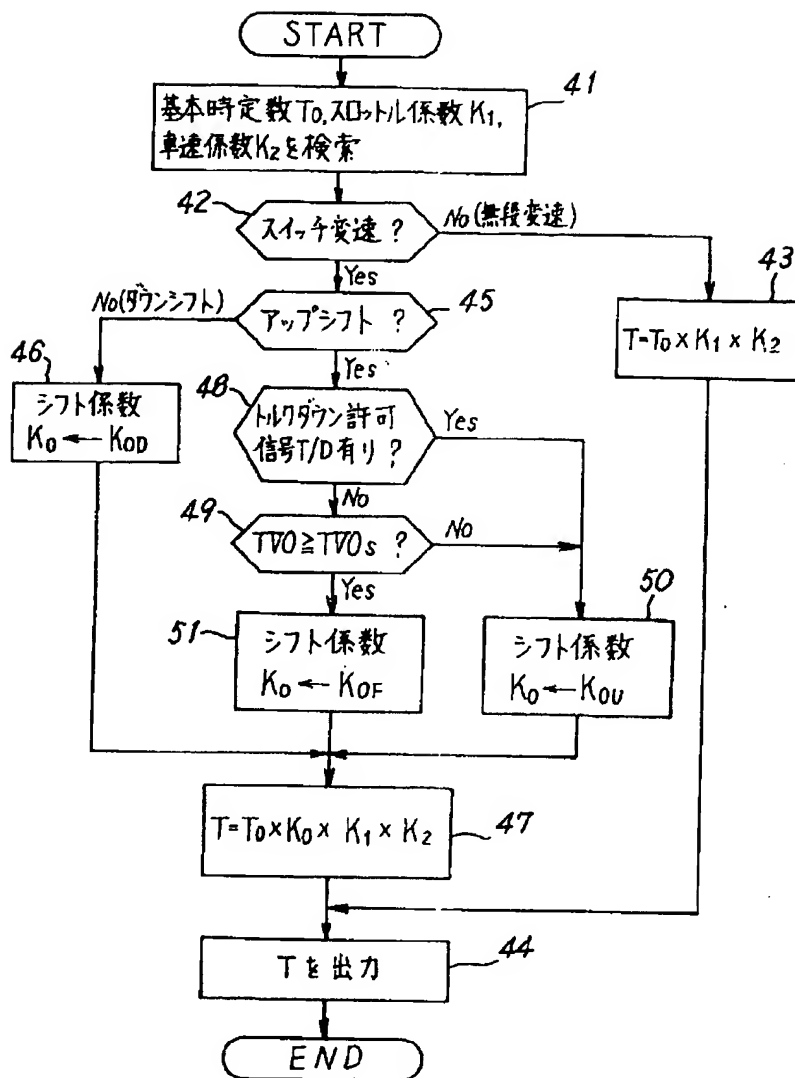 START
41
基本時定数T₀,スロットル係数K₁,
車速係数K₂を検索
42
スイッチ変速?
No(無段変速)
Yes
43
T=T₀×K₁×K₂
No(ダウンシフト)
アップシフト?
45
Yes
46
シフト係数
K₀←K₀D
48
トルクダウン許可
信号T/D有り?
Yes
No
49
TVO≧TVOs ?
No
Yes
50
シフト係数
K₀←K₀U
51
シフト係数
K₀←K₀F
T=T₀×K₀×K₁×K₂
47
Tを出力
44
END